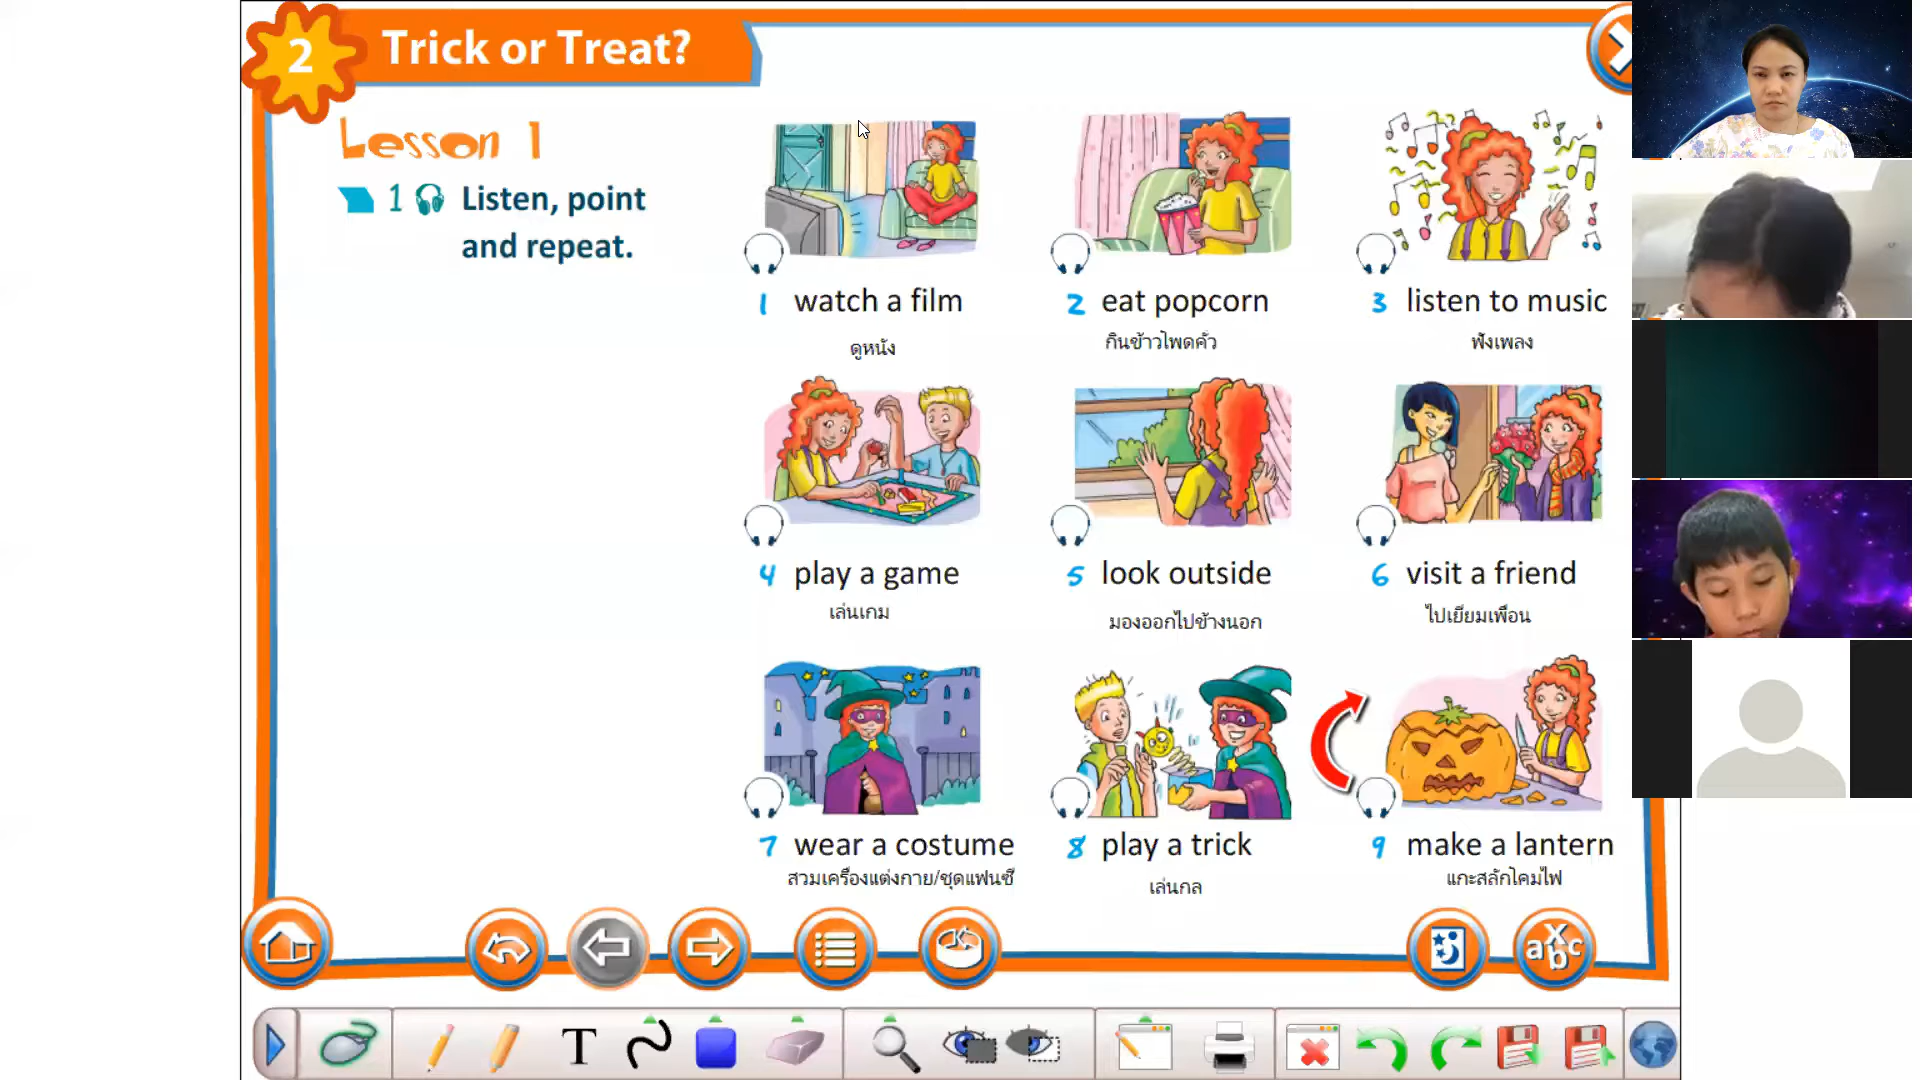 2
Trick or Treat?
Lesson 1
1 Listen, point
and repeat.
1 watch a film
ดูหนัง
2 eat popcorn
กินข้าวโพดคั่ว
3 listen to music
ฟังเพลง
4 play a game
เล่นเกม
5 look outside
มองออกไปข้างนอก
6 visit a friend
ไปเยี่ยมเพื่อน
7 wear a costume
สวมเครื่องแต่งกาย/ชุดแฟนซี
8 play a trick
เล่นกล
9 make a lantern
แกะสลักโคมไฟ
X
abc
T